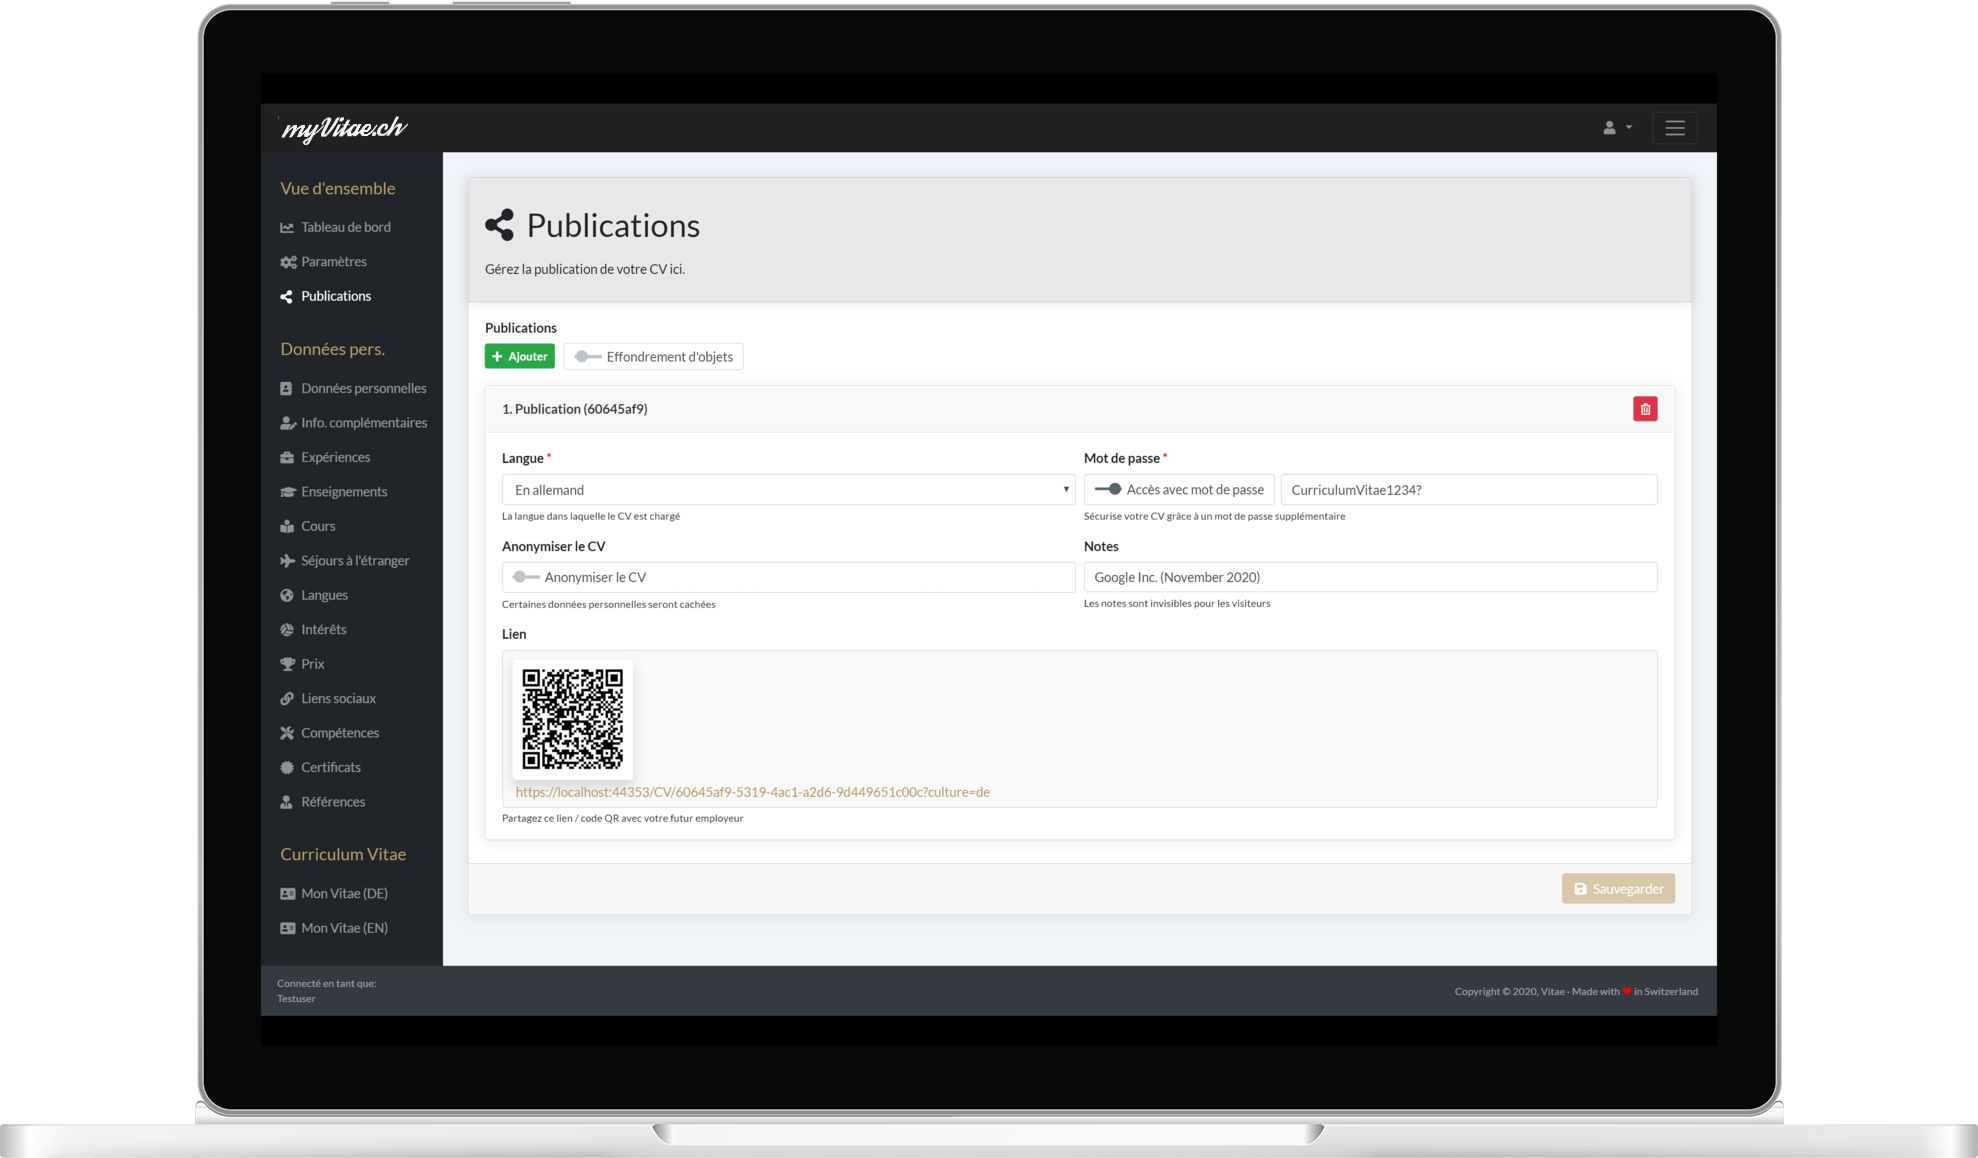 myVitae.ch
Vue d'ensemble
Tableau de bord
Paramètres
Publications
Données pers.
Données personnelles
Info. complémentaires
Expériences
Enseignements
Cours
Séjours à l'étranger
Langues
Intérêts
Prix
Liens sociaux
Compétences
Certificats
Références
Curriculum Vitae
Mon Vitae (DE)
Mon Vitae (EN)
Publications
Gérez la publication de votre CV ici.
Publications
Ajouter
Effondrement d'objets
1. Publication (60645af9)
Langue *
Mot de passe *
En allemand
Accès avec mot de passe
CurriculumVitae1234?
La langue dans laquelle le CV est chargé
Sécurise votre CV grâce à un mot de passe supplémentaire
Anonymiser le CV
Notes
Anonymiser le CV
Google Inc. (November 2020)
Certaines données personnelles seront cachées
Les notes sont invisibles pour les visiteurs
Lien
https://localhost:44353/CV/60645af9-5319-4ac1-a2d6-9d449651c00c?culture=de
Partagez ce lien / code QR avec votre futur employeur
Sauvegarder
Connecté en tant que:
Testuser
Copyright © 2020, Vitae · Made with ❤ in Switzerland